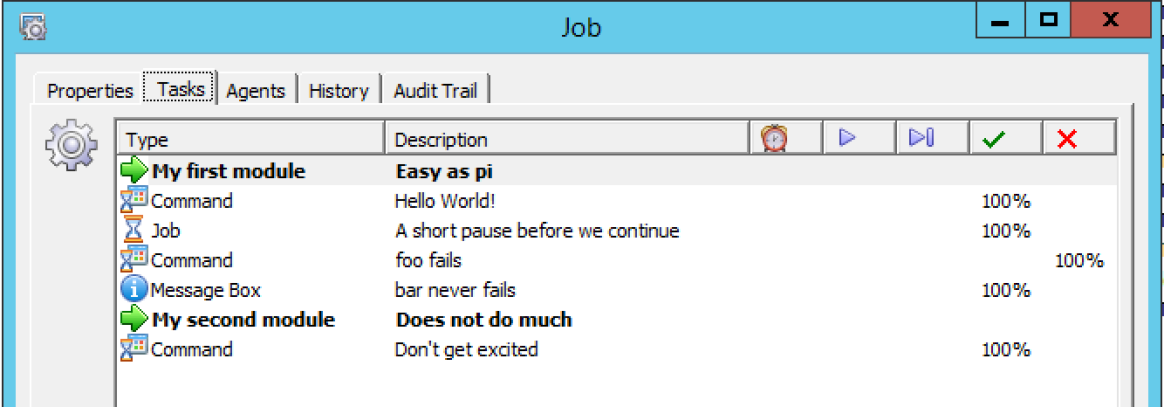 Job
Properties Tasks Agents History Audit Trail
Type Description
My first module Easy as pi
Command Hello World! 100%
Job A short pause before we continue 100%
Command foo fails 100%
Message Box bar never fails 100%
My second module Does not do much
Command Don't get excited 100%